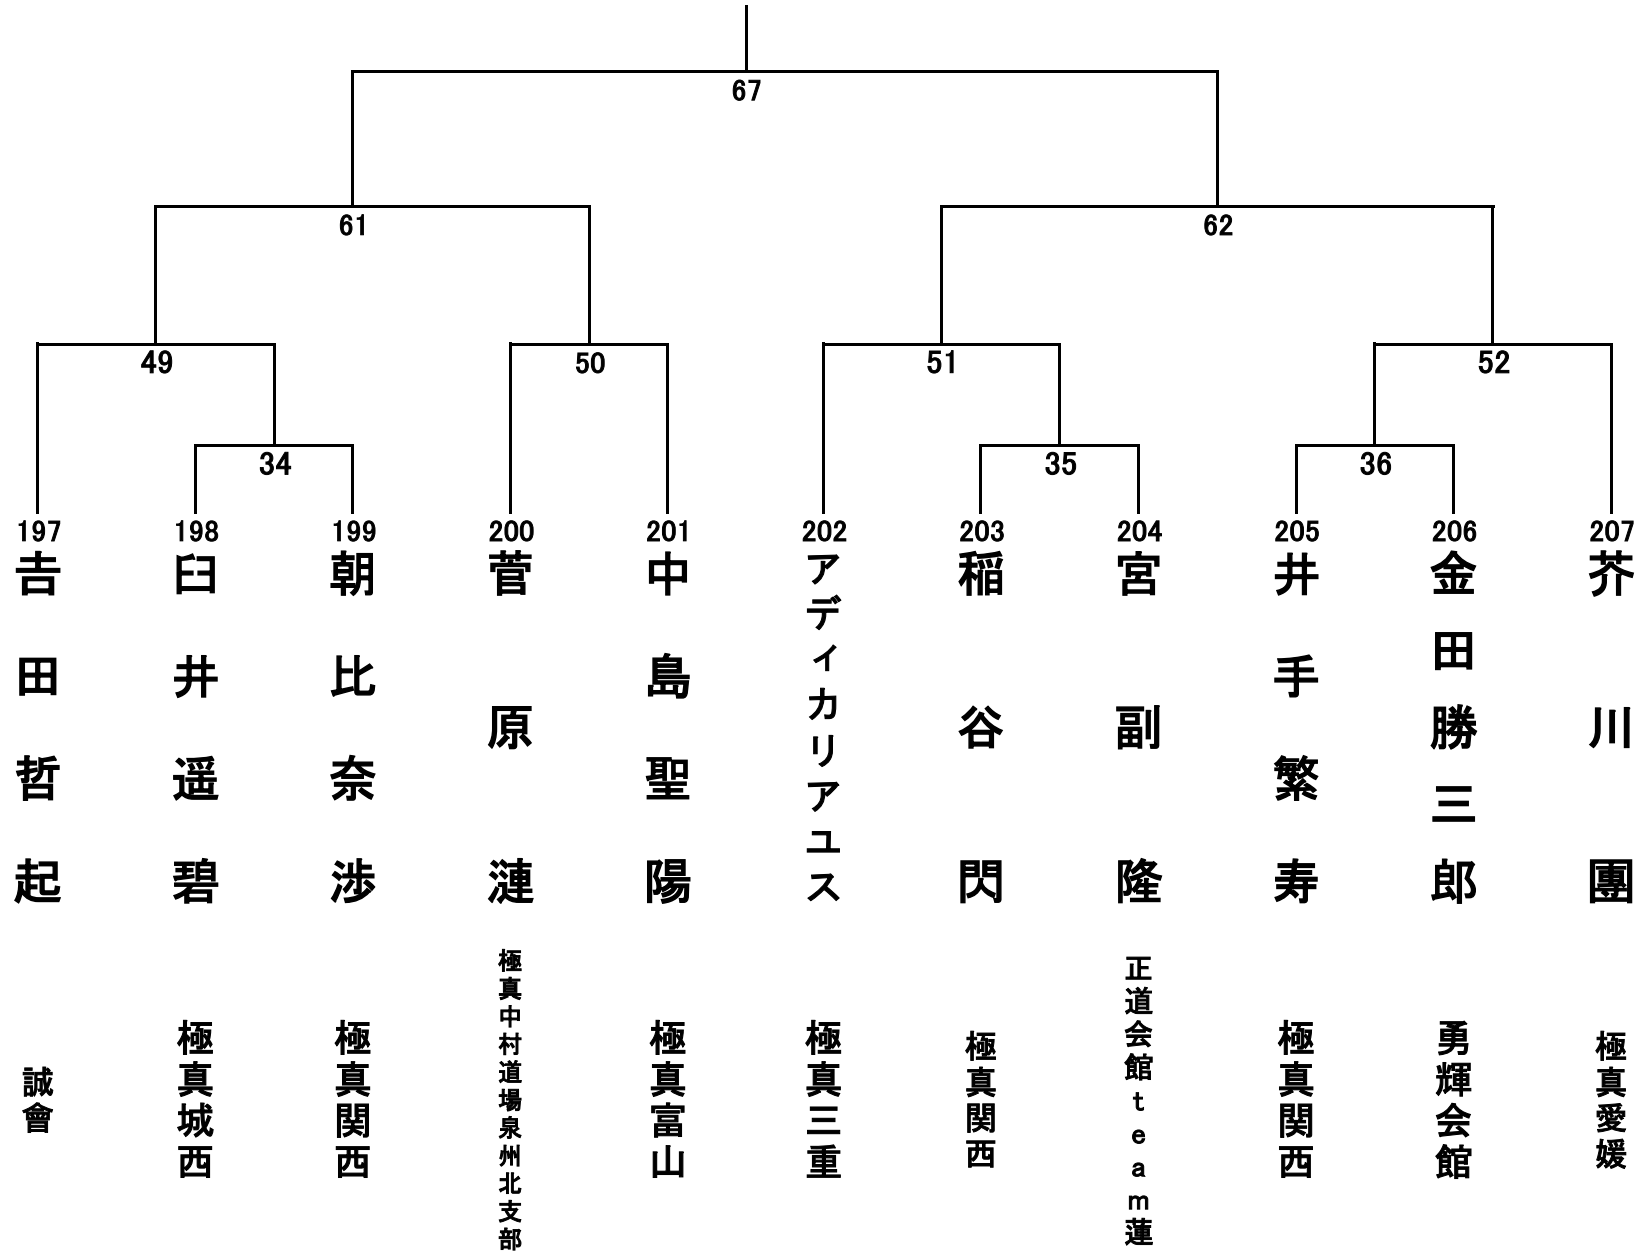 67
61
62
49
50
51
52
34
35
36
197
198
199
200
201
202
203
204
205
206
207
𠮷田哲起
臼井遥碧
朝比奈渉
菅原漣
中島聖陽
アディカリアユス
稲谷閃
宮副隆
井手繁寿
金田勝三郎
芥川團
誠會
極真城西
極真関西
極真中村道場泉州北支部
極真富山
極真三重
極真関西
正道会館team蓮
極真関西
勇輝会館
極真愛媛